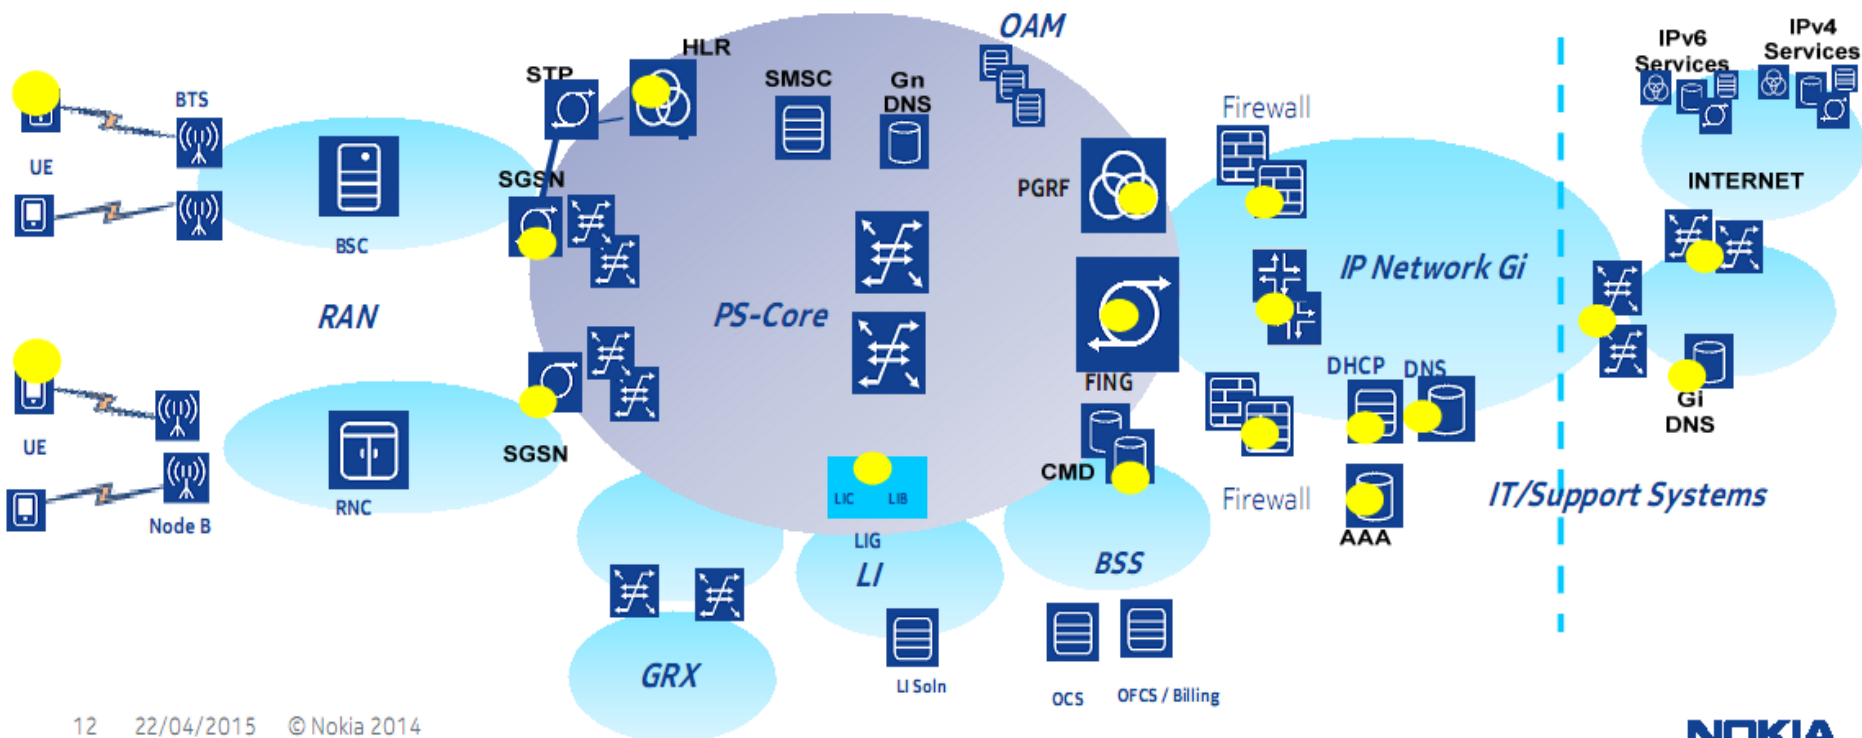 OAM
HLR
STP
SMSC
Gn
DNS
BTS
UE
SGSN
BSC
RAN
PS-Core
PGRF
FING
Firewall
IP Network Gi
DHCP
DNS
IPv6
Services
IPv4
Services
INTERNET
Gi
DNS
UE
Node B
RNC
SGSN
LIC
LIB
LIG
LI
CMD
BSS
Firewall
AAA
IT/Support Systems
GRX
LI Soln
OCS
OFCS / Billing
12 22/04/2015 © Nokia 2014
NOKIA